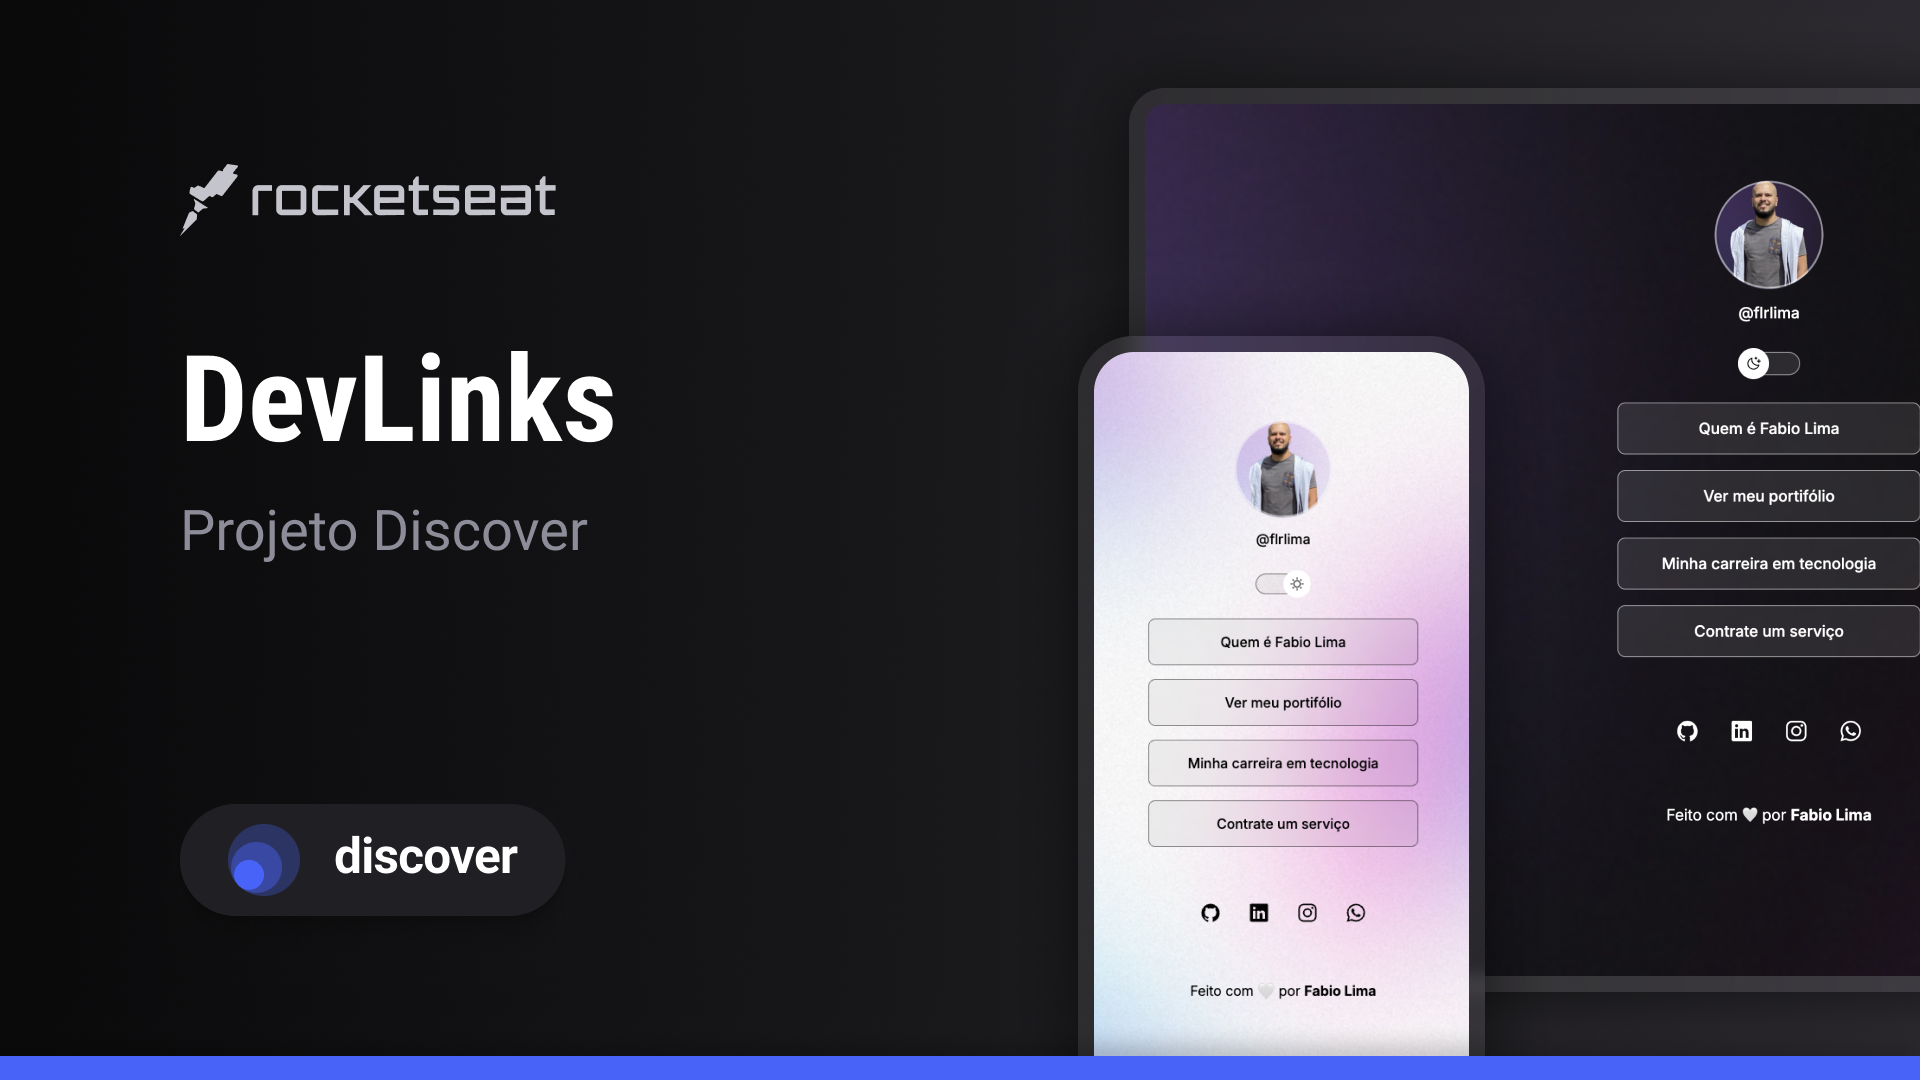 rocketseat
DevLinks
Projeto Discover
discover
@flrlima
Quem é Fabio Lima
Ver meu portifólio
Minha carreira em tecnologia
Contrate um serviço
Feito com 🤍 por Fabio Lima
@flrlima
Quem é Fabio Lima
Ver meu portifólio
Minha carreira em tecnologia
Contrate um serviço
Feito com 🤍 por Fabio Lima